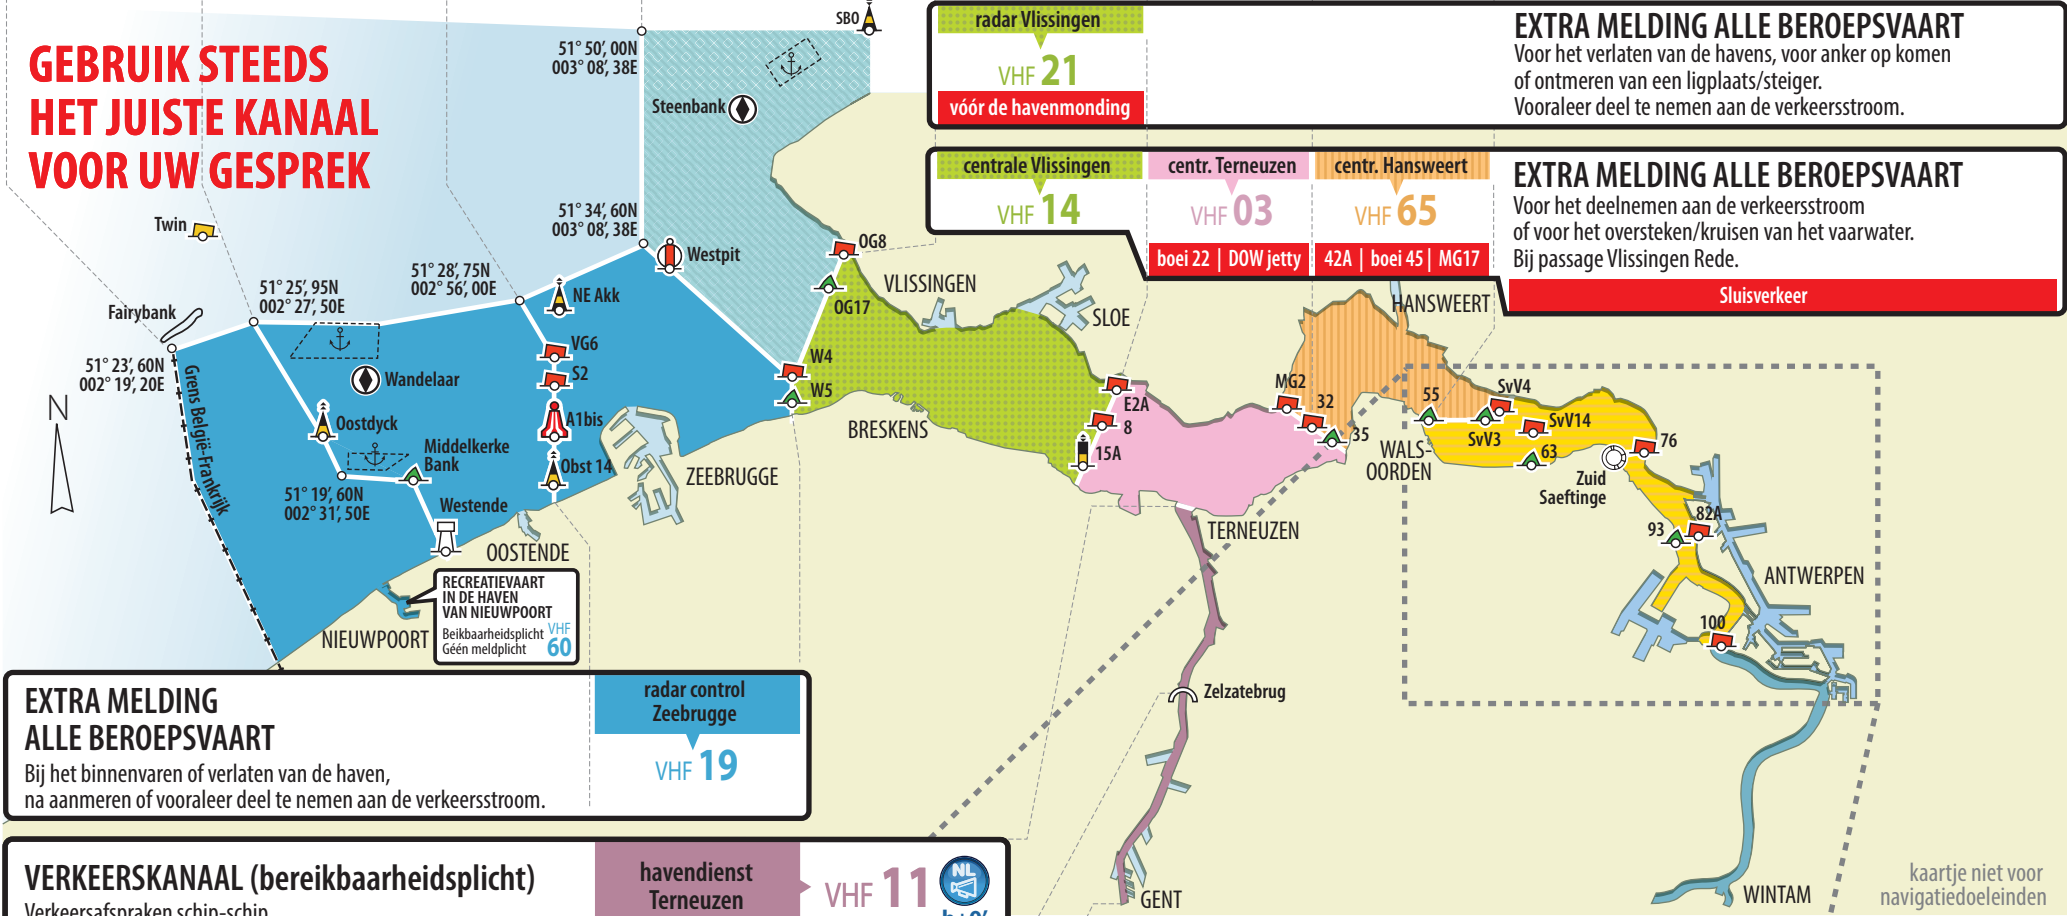 GEBRUIK STEEDS
HET JUISTE KANAAL
VOOR UW GESPREK
SBO
51° 50', 00N
003° 08', 38E
Steenbank
radar Vlissingen
VHF 21
vóór de havenmonding
EXTRA MELDING ALLE BEROEPSVAART
Voor het verlaten van de havens, voor anker op komen
of ontmeren van een ligplaats/steiger.
Vooraleer deel te nemen aan de verkeersstroom.
centrale Vlissingen
VHF 14
centr. Terneuzen
VHF 03
boei 22 | DOW jetty
centr. Hansweert
VHF 65
42A | boei 45 | MG17
EXTRA MELDING ALLE BEROEPSVAART
Voor het deelnemen aan de verkeersstroom
of voor het oversteken/kruisen van het vaarwater.
Bij passage Vlissingen Rede.
Sluisverkeer
Twin
51° 34', 60N
003° 08', 38E
Westpit
OG8
51° 28', 75N
002° 56', 00E
51° 25', 95N
002° 27', 50E
NE Akk
OG17
VLISSINGEN
SLOE
HANSWEERT
Fairybank
51° 23', 60N
002° 19', 20E
Grens België-Frankrijk
N
Wandelaar
VG6
S2
A1bis
Obst 14
W4
W5
BRESKENS
E2A
8
15A
MG2
32
35
55
WALS-
OORDEN
SvV4
SvV3
SvV14
63
76
Zuid
Saeftinge
Oostdyck
Middelkerke
Bank
51° 19', 60N
002° 31', 50E
Westende
ZEEBRUGGE
OOSTENDE
TERNEUZEN
82A
93
ANTWERPEN
100
RECREATIEVAART
IN DE HAVEN
VAN NIEUWPOORT
Beikbaarheidsplicht
Géén meldplicht
VHF
60
NIEUWPOORT
EXTRA MELDING
ALLE BEROEPSVAART
Bij het binnenvaren of verlaten van de haven,
na aanmeren of vooraleer deel te nemen aan de verkeersstroom.
radar control
Zeebrugge
VHF 19
Zelzatebrug
VERKEERSKANAAL (bereikbaarheidsplicht)
Verkeersafspraken schip-schip
havendienst
Terneuzen
VHF 11
NL
GENT
WINTAM
kaartje niet voor
navigatiedoeleinden